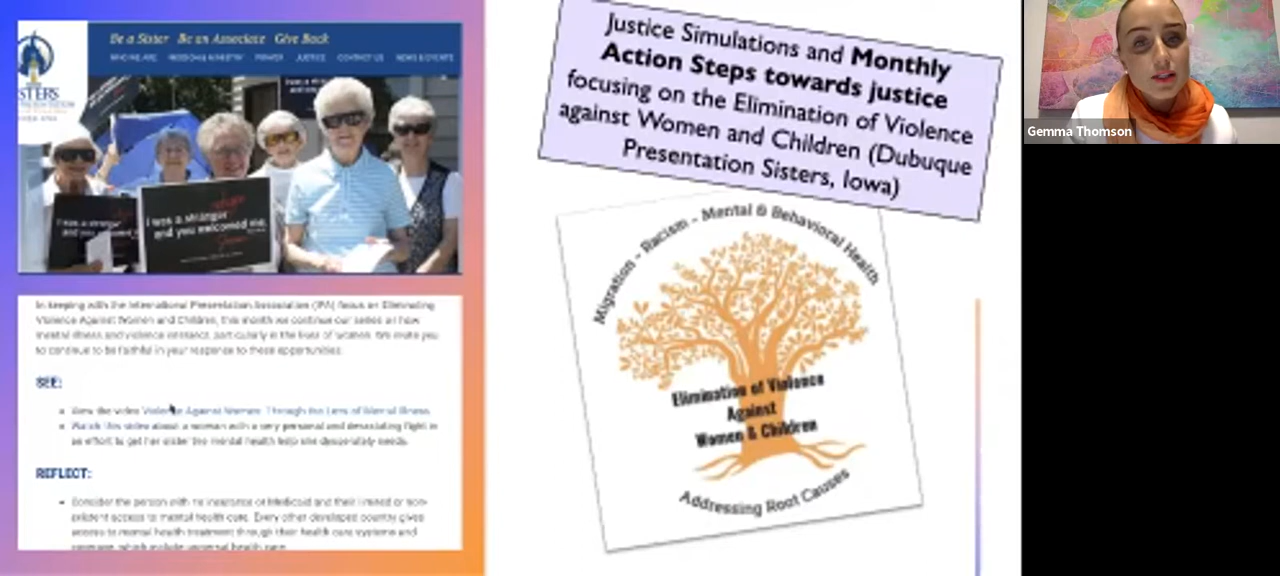 Be a Sister Be an Associate Give Back
WHO WE ARE MISSION & MINISTRY PRAYER JUSTICE CONTACT US NEWS & EVENTS
I was a stranger
and you welcomed me.
Justice Simulations and Monthly
Action Steps towards justice
focusing on the Elimination of Violence
against Women and Children (Dubuque
Presentation Sisters, Iowa)
Migration - Racism - Mental & Behavioral Health
Elimination of Violence
Against
Women & Children
Addressing Root Causes
In keeping with the International Presentation Association (IPA) focus on Eliminating
Violence Against Women and Children, this month we continue our series on how
mental illness and violence intersect, particularly in the lives of women. We invite you
to continue to be faithful in your response to these opportunities.
SEE:
View the video Violence Against Women: Through the Lens of Mental Illness.
Watch this video about a woman with a very personal and devastating fight in
an effort to get her sister the mental health help she desperately needs.
REFLECT:
Consider the person with no insurance or Medicaid and their limited or non-
existent access to mental health care. Every other developed country gives
access to mental health treatment through their health care systems and
which include universal health care.
Gemma Thomson